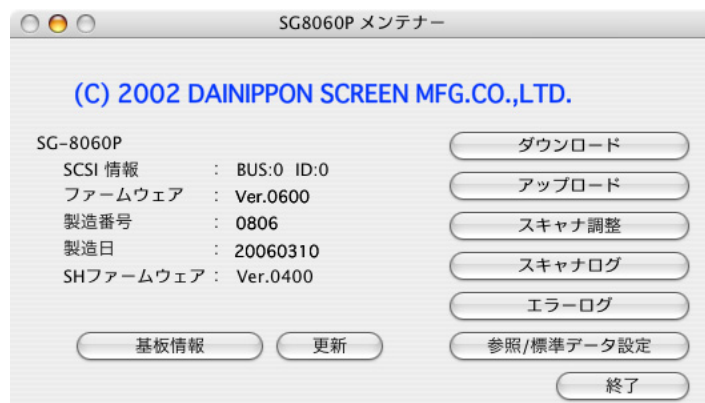 SG8060P メンテナー
(C) 2002 DAINIPPON SCREEN MFG.CO.,LTD.
SG-8060P
SCSI 情報 : BUS:0 ID:0
ファームウェア : Ver.0600
製造番号 : 0806
製造日 : 20060310
SHファームウェア : Ver.0400
基板情報
更新
ダウンロード
アップロード
スキャナ調整
スキャナログ
エラーログ
参照/標準データ設定
終了